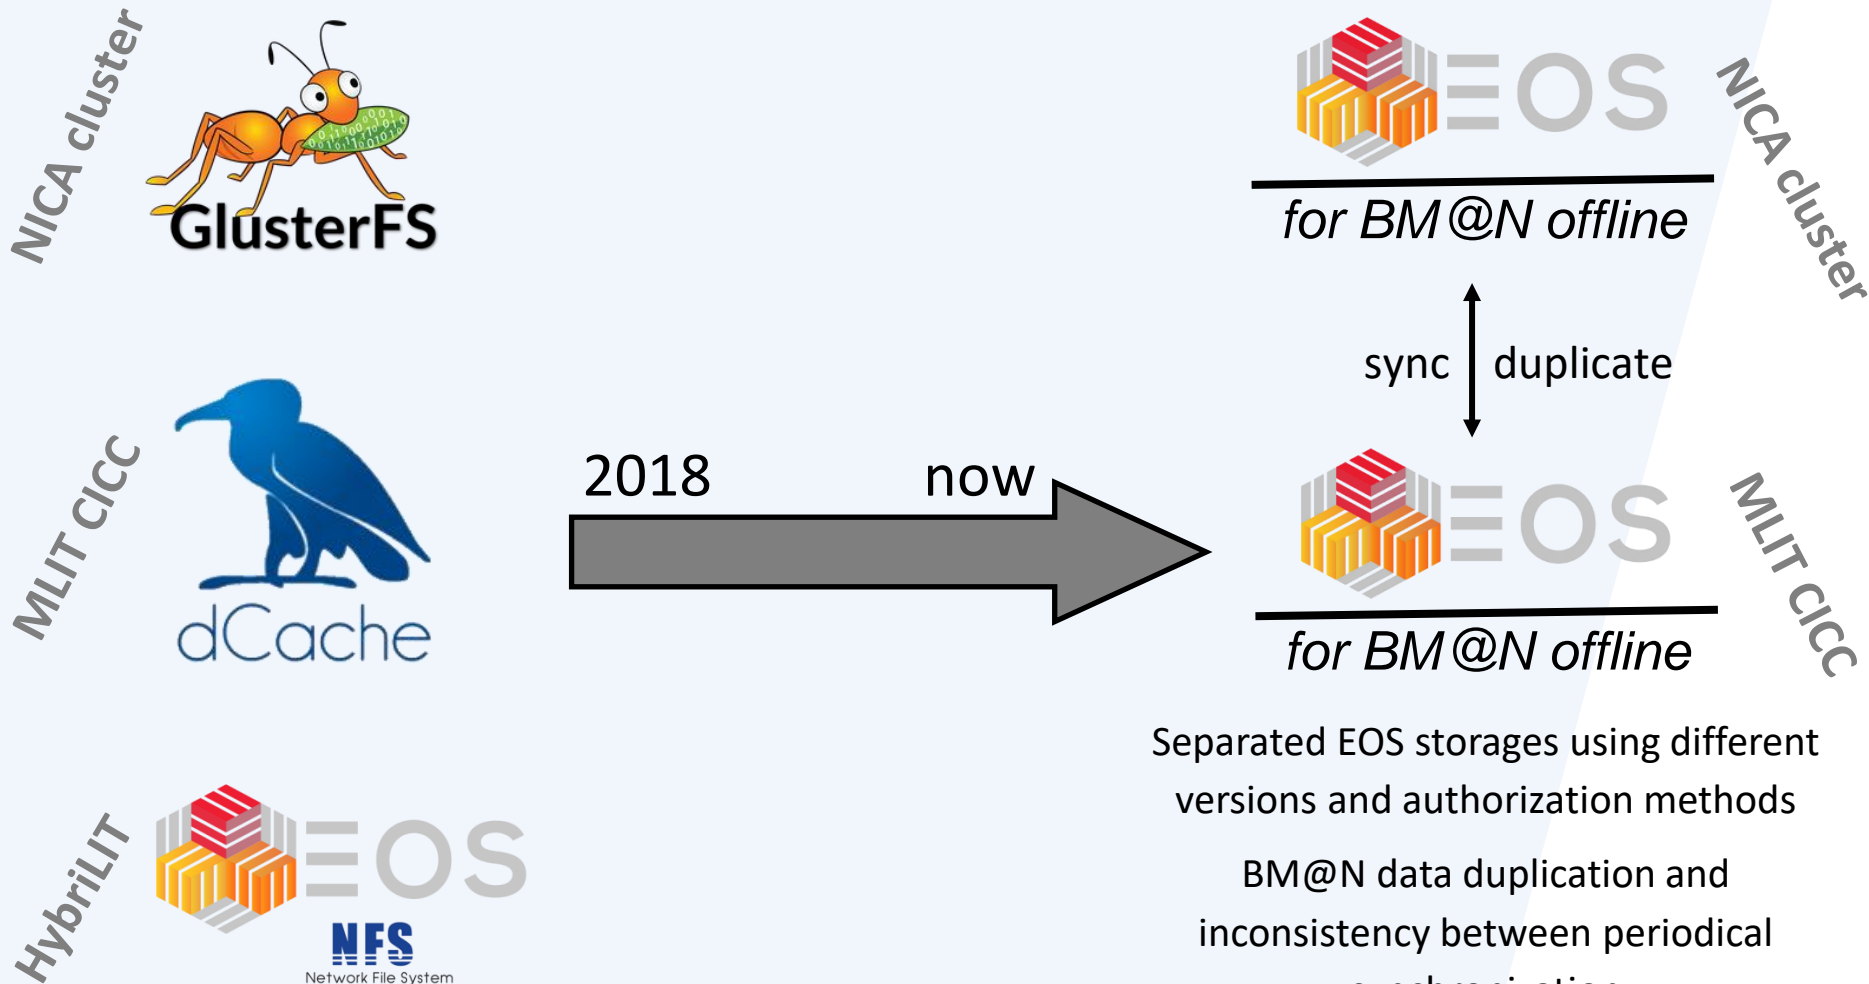 NICA cluster
GlusterFS
MLIT CICC
dCache
HybriLIT
EOS
NFS
Network File System
2018 now
EOS
for BM@N offline
NICA cluster
sync duplicate
EOS
for BM@N offline
MLIT CICC
Separated EOS storages using different
versions and authorization methods
BM@N data duplication and
inconsistency between periodical